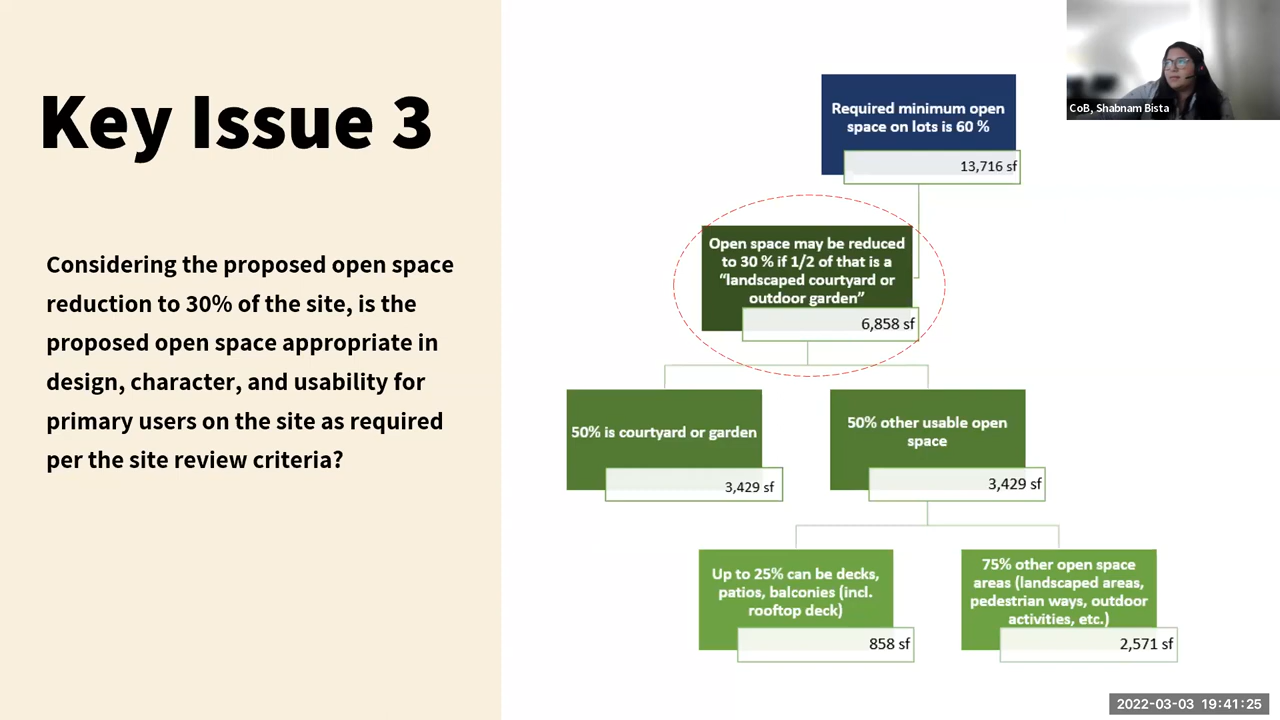 Key Issue 3
Considering the proposed open space
reduction to 30% of the site, is the
proposed open space appropriate in
design, character, and usability for
primary users on the site as required
per the site review criteria?
CoB, Shabnam Bista
Required minimum open
space on lots is 60 %
13,716 sf
Open space may be reduced
to 30 % if 1/2 of that is a
“landscaped courtyard or
outdoor garden”
6,858 sf
50% is courtyard or garden
3,429 sf
50% other usable open
space
3,429 sf
Up to 25% can be decks,
patios, balconies (incl.
rooftop deck)
858 sf
75% other open space
areas (landscaped areas,
pedestrian ways, outdoor
activities, etc.)
2,571 sf
2022-03-03 19:41:25